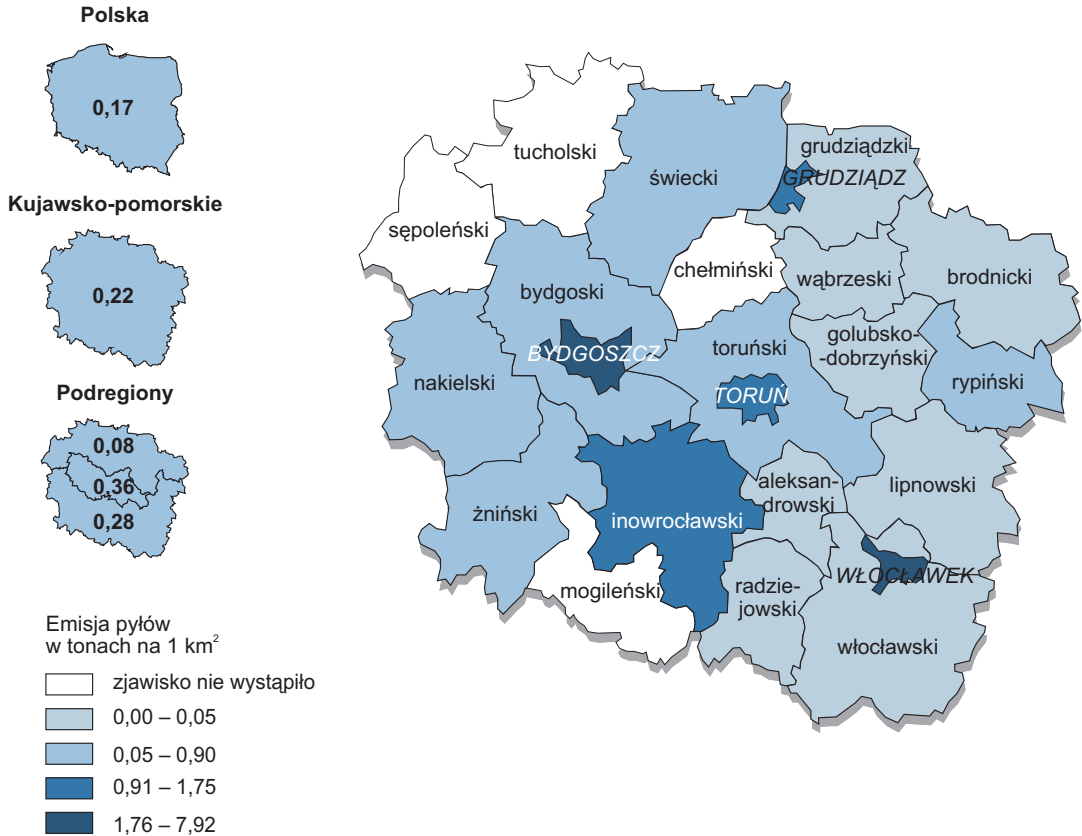 Polska
0,17
Kujawsko-pomorskie
0,22
Podregiony
0,08
0,36
0,28
Emisja pyłów
w tonach na 1 km²
zjawisko nie wystąpiło
0,00 – 0,05
0,05 – 0,90
0,91 – 1,75
1,76 – 7,92
tucholski
świecki
grudziądzki
GRUDZIĄDZ
sępoleński
chełmiński
wąbrzeski
brodnicki
bydgoski
BYDGOSZCZ
toruński
golubsko-
-dobrzyński
rypiński
nakielski
TORUŃ
żniński
inowrocławski
aleksan-
drowski
lipnowski
mogileński
radzie-
jowski
WŁOCŁAWEK
włocławski